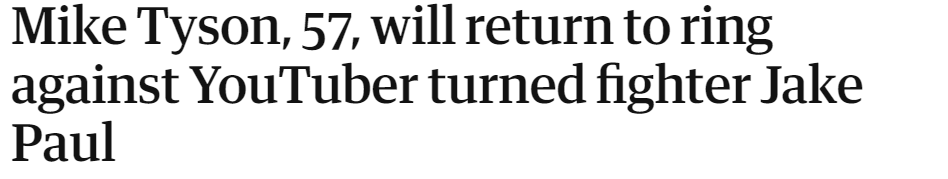 Mike Tyson, 57, will return to ring
against YouTuber turned fighter Jake
Paul